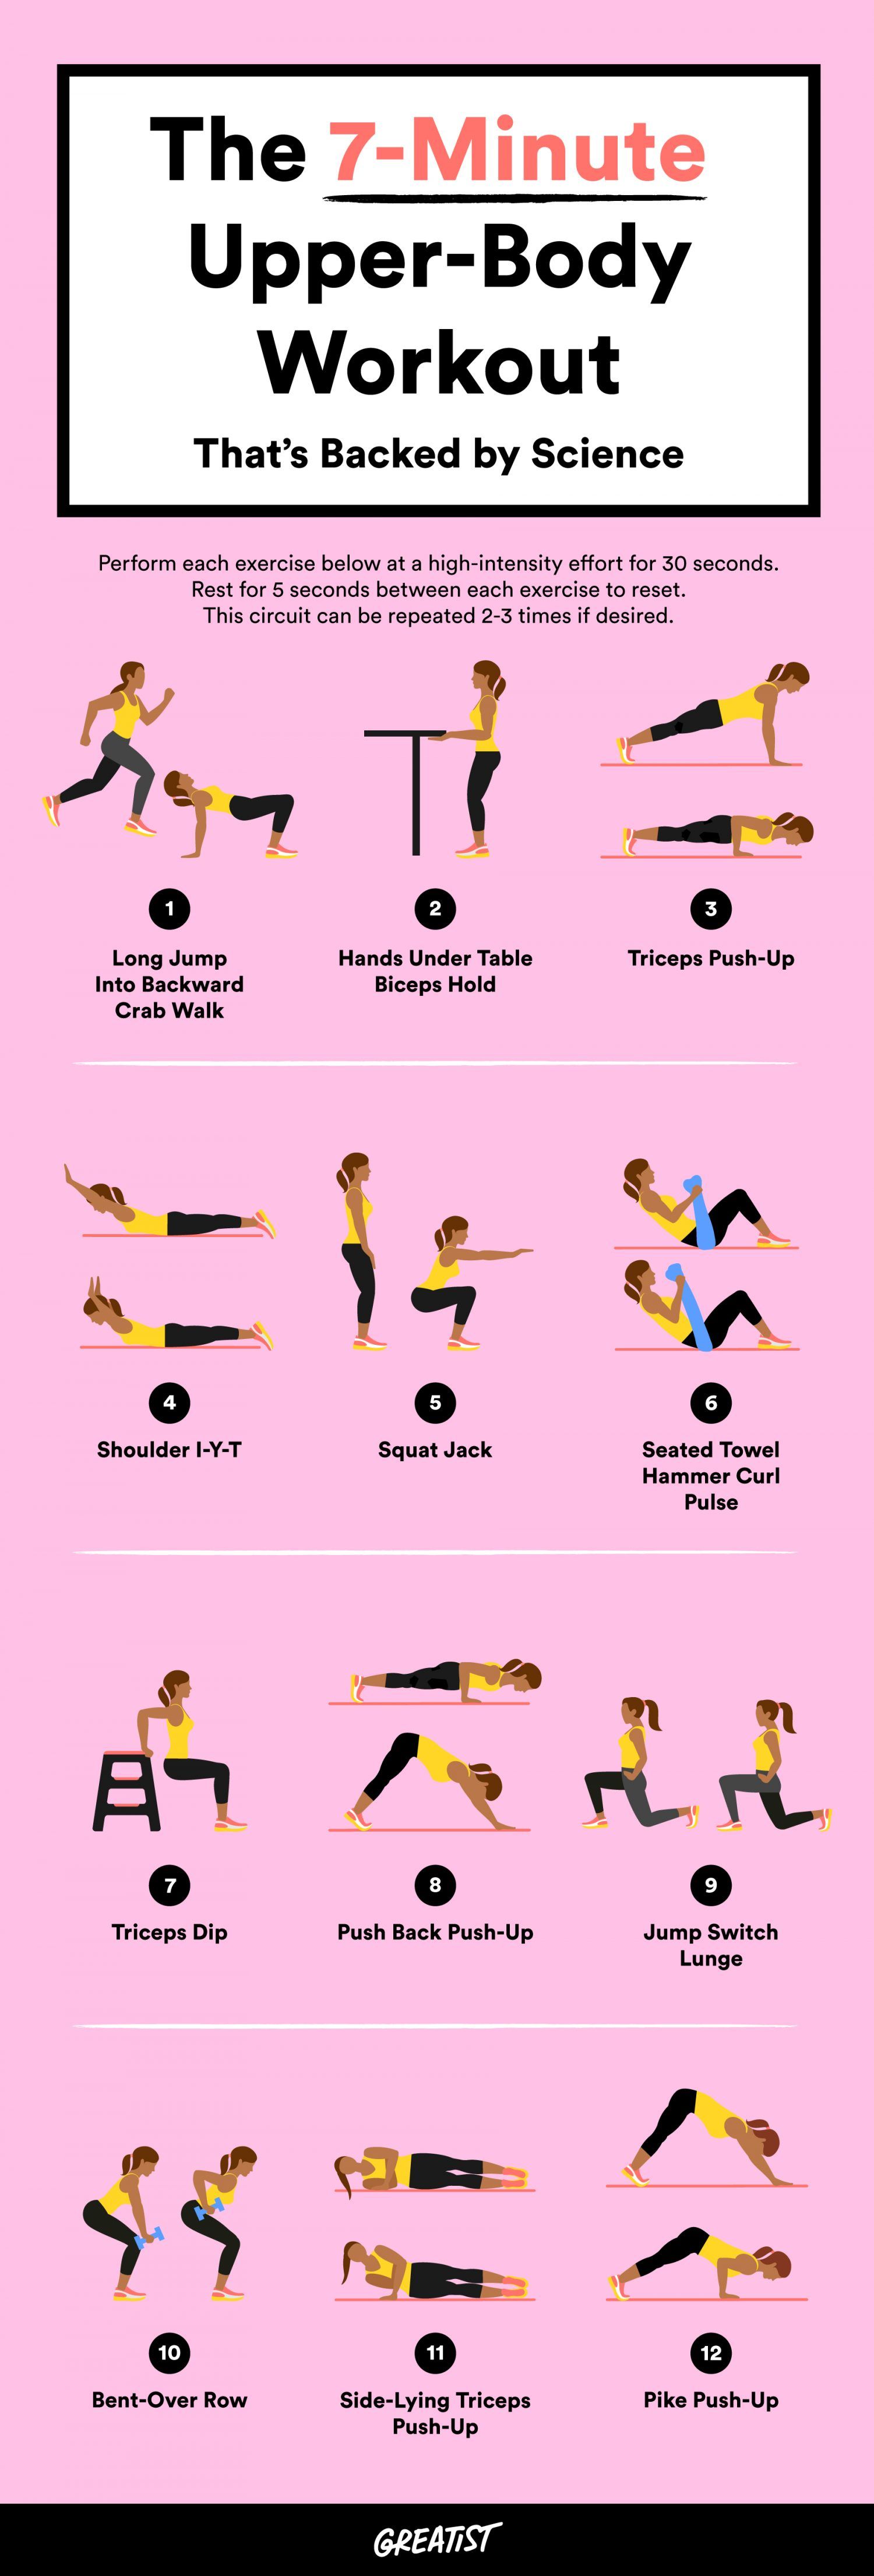 The 7-Minute
Upper-Body
Workout
That's Backed by Science
Perform each exercise below at a high-intensity effort for 30 seconds.
Rest for 5 seconds between each exercise to reset.
This circuit can be repeated 2-3 times if desired.
1
Long Jump
Into Backward
Crab Walk
2
Hands Under Table
Biceps Hold
3
Triceps Push-Up
4
Shoulder I-Y-T
5
Squat Jack
6
Seated Towel
Hammer Curl
Pulse
7
Triceps Dip
8
Push Back Push-Up
9
Jump Switch
Lunge
10
Bent-Over Row
11
Side-Lying Triceps
Push-Up
12
Pike Push-Up
GREATIST